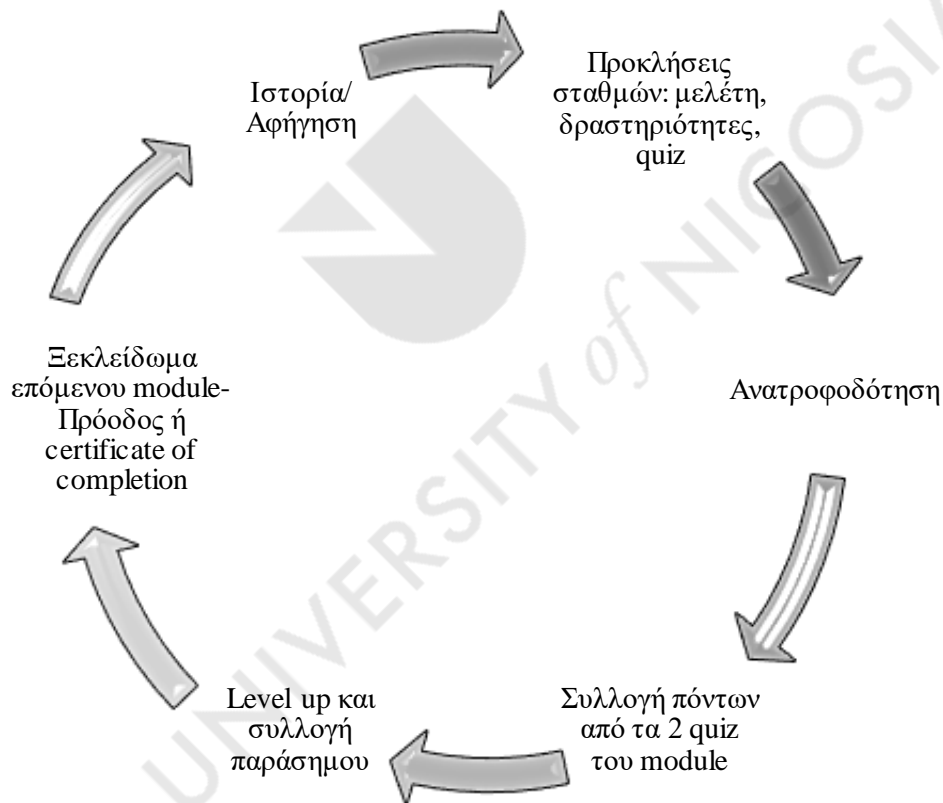 Ιστορία/
Αφήγηση
Προκλήσεις
σταθμών: μελέτη,
δραστηριότητες,
quiz
Ανατροφοδότηση
Συλλογή πόντων
από τα 2 quiz
του module
Level up και
συλλογή
παράσημου
Ξεκλείδωμα
επόμενου module-
Πρόοδος ή
certificate of
completion
UNIVERSITY of NICOSIA